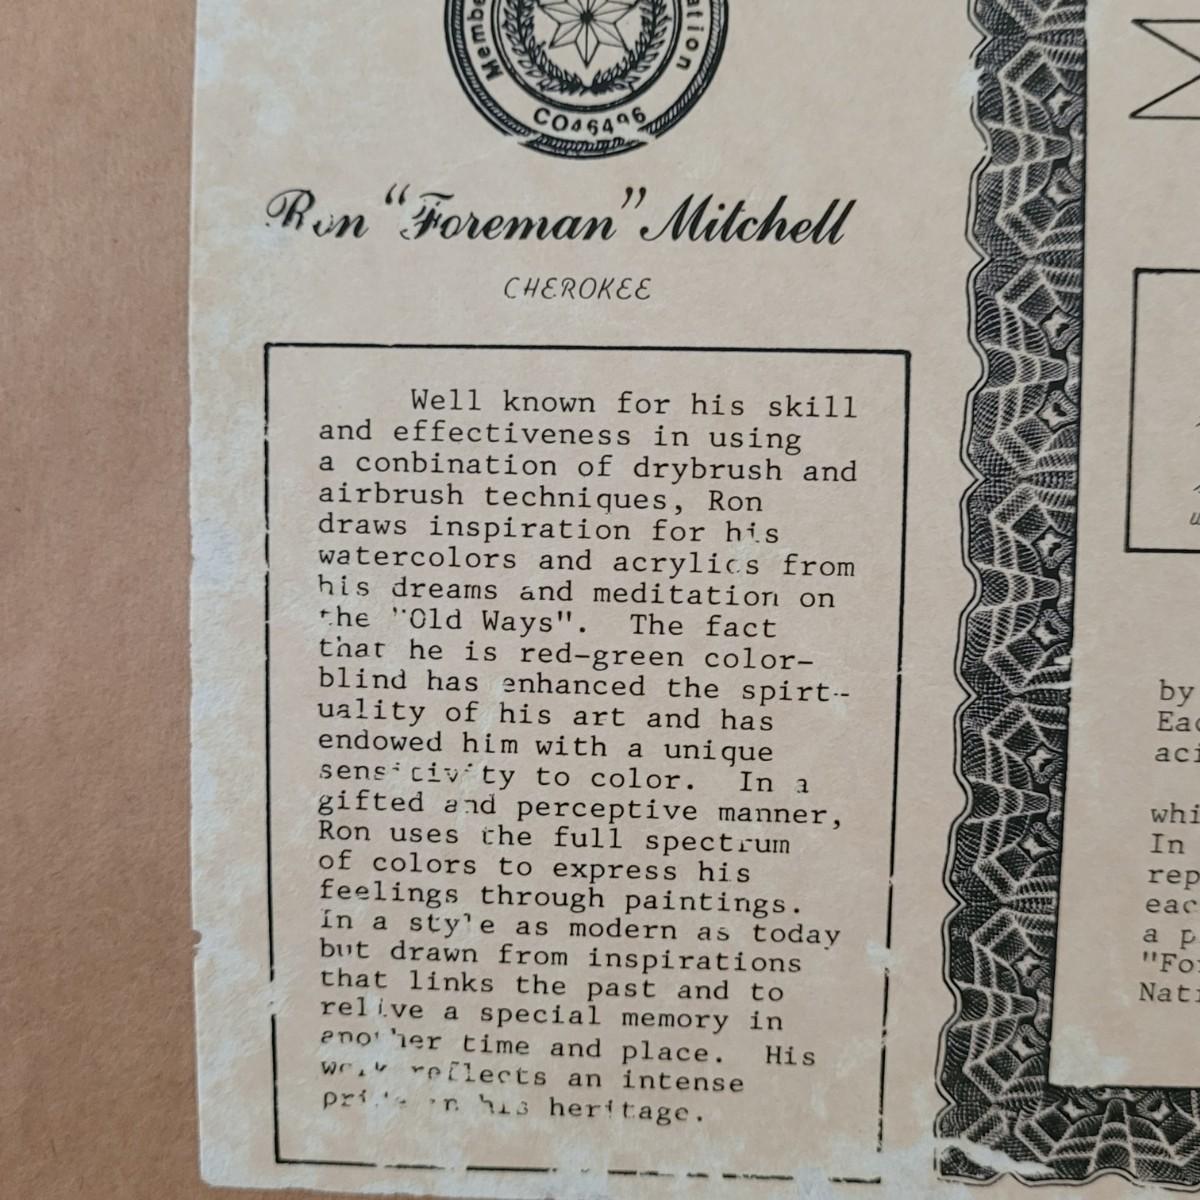 CO46496
Ron "Foreman" Mitchell
CHEROKEE
Well known for his skill
and effectiveness in using
a conbination of drybrush and
airbrush techniques, Ron
draws inspiration for his
watercolors and acrylics from
his dreams and meditation on
the "Old Ways". The fact
that he is red-green color-
blind has enhanced the spirt-
uality of his art and has
endowed him with a unique
sensitivity to color. In a
gifted and perceptive manner,
Ron uses the full spectrum
of colors to express his
feelings through paintings.
In a style as modern as today
but drawn from inspirations
that links the past and to
relive a special memory in
another time and place. His
work reflects an intense
pride in his heritage.
by
whi
In
a p